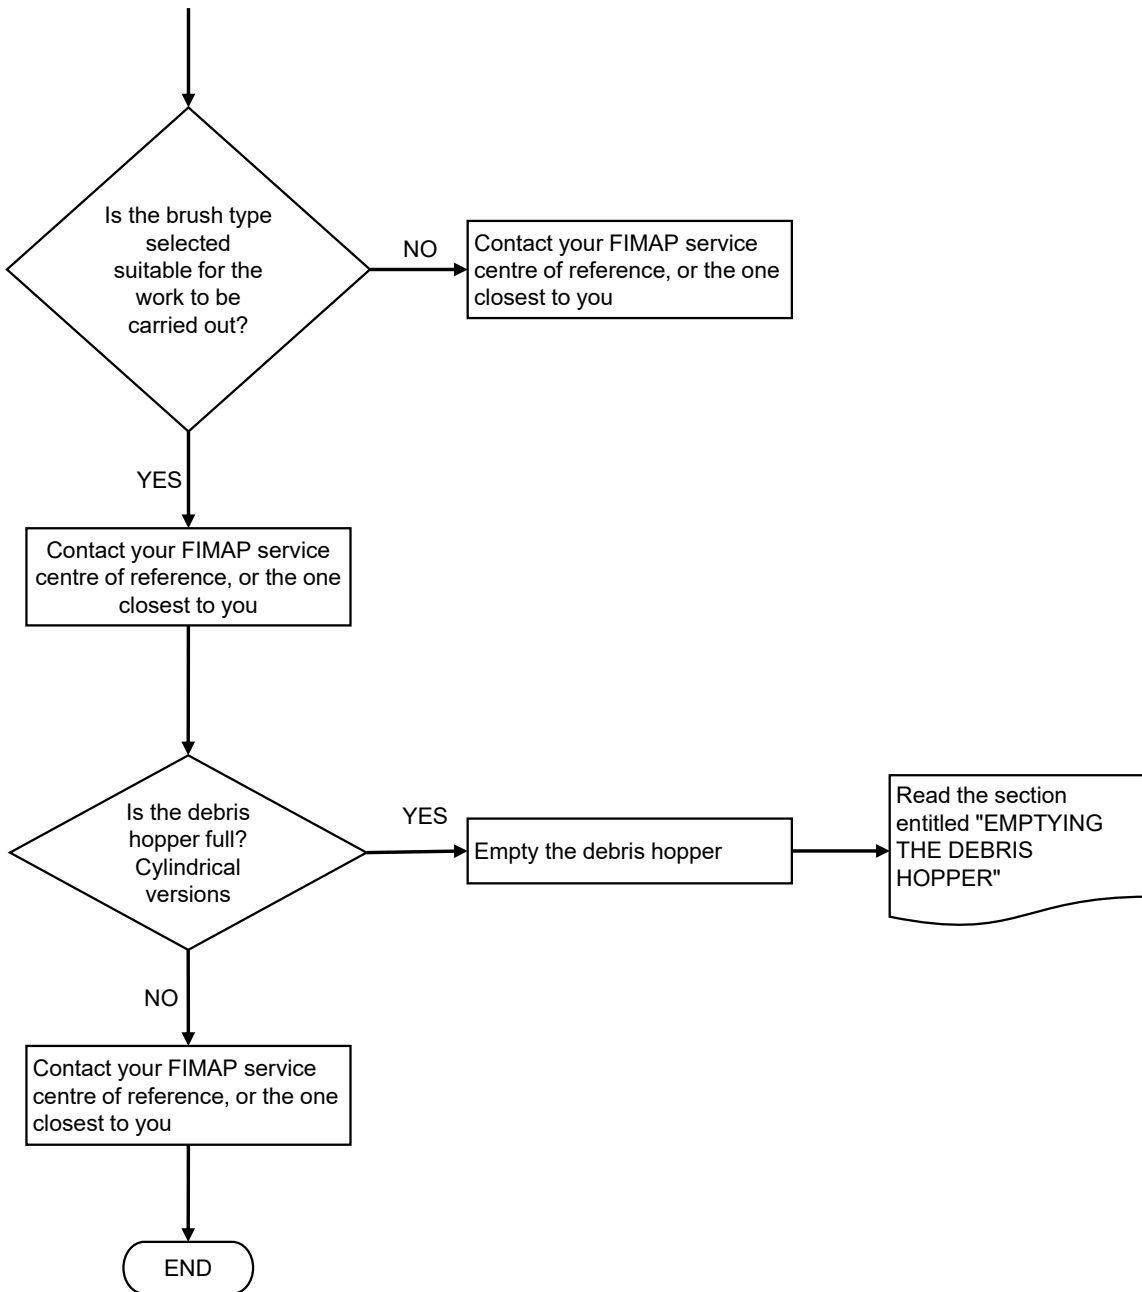 Is the brush type
selected
suitable for the
work to be
carried out?
NO
Contact your FIMAP service
centre of reference, or the one
closest to you
YES
Contact your FIMAP service
centre of reference, or the one
closest to you
Is the debris
hopper full?
Cylindrical
versions
YES
Empty the debris hopper
Read the section
entitled "EMPTYING
THE DEBRIS
HOPPER"
NO
Contact your FIMAP service
centre of reference, or the one
closest to you
END